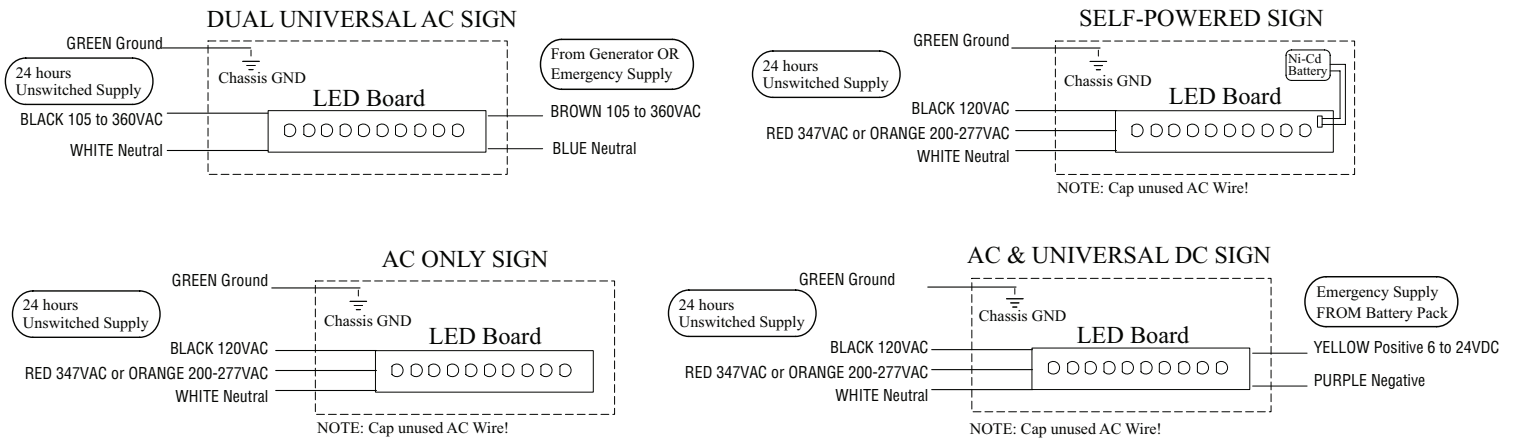 DUAL UNIVERSAL AC SIGN
GREEN Ground
24 hours
Unswitched Supply
Chassis GND
From Generator OR
Emergency Supply
LED Board
BLACK 105 to 360VAC
BROWN 105 to 360VAC
WHITE Neutral
BLUE Neutral
SELF-POWERED SIGN
GREEN Ground
24 hours
Unswitched Supply
Chassis GND
Ni-Cd
Battery
LED Board
BLACK 120VAC
RED 347VAC or ORANGE 200-277VAC
WHITE Neutral
NOTE: Cap unused AC Wire!
AC ONLY SIGN
GREEN Ground
24 hours
Unswitched Supply
Chassis GND
LED Board
BLACK 120VAC
RED 347VAC or ORANGE 200-277VAC
WHITE Neutral
NOTE: Cap unused AC Wire!
AC & UNIVERSAL DC SIGN
GREEN Ground
24 hours
Unswitched Supply
Chassis GND
Emergency Supply
FROM Battery Pack
LED Board
BLACK 120VAC
YELLOW Positive 6 to 24VDC
RED 347VAC or ORANGE 200-277VAC
PURPLE Negative
WHITE Neutral
NOTE: Cap unused AC Wire!